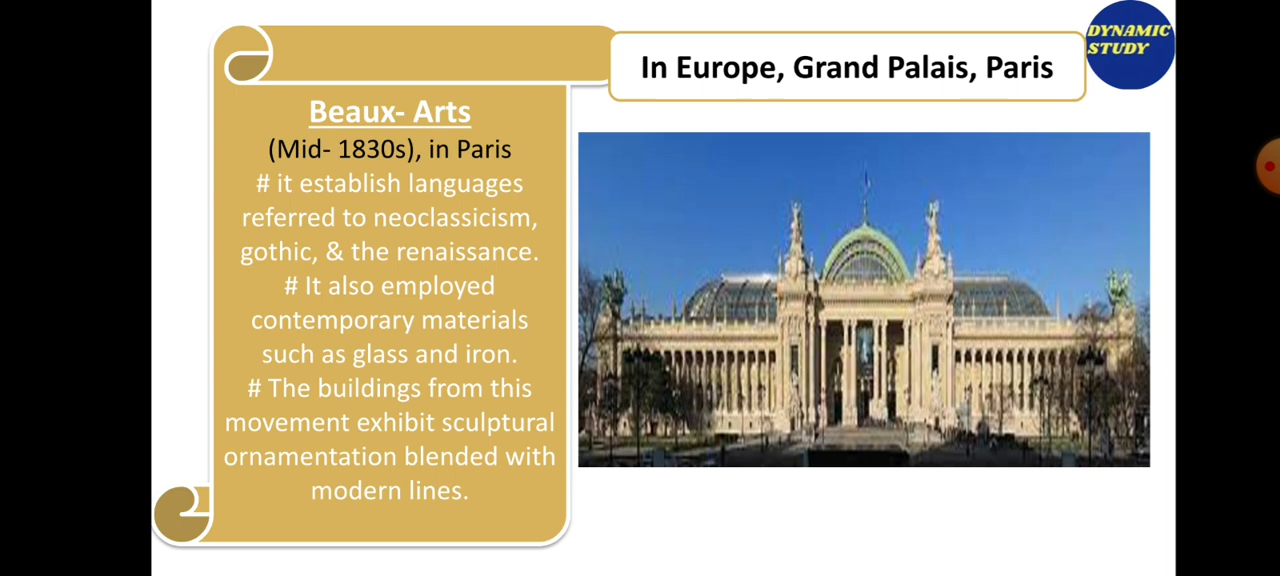 DYNAMIC
STUDY
In Europe, Grand Palais, Paris
Beaux- Arts
(Mid- 1830s), in Paris
# it establish languages
referred to neoclassicism,
gothic, & the renaissance.
# It also employed
contemporary materials
such as glass and iron.
# The buildings from this
movement exhibit sculptural
ornamentation blended with
modern lines.